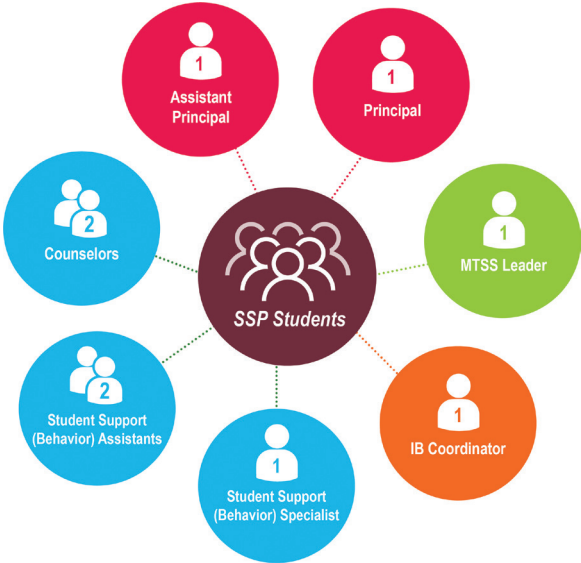 1
Assistant
Principal
1
Principal
2
Counselors
1
MTSS Leader
SSP Students
2
Student Support
(Behavior) Assistants
1
IB Coordinator
1
Student Support
(Behavior) Specialist